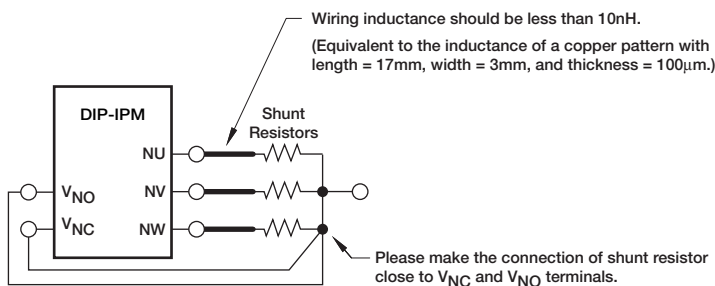 Wiring inductance should be less than 10nH.
(Equivalent to the inductance of a copper pattern with
length = 17mm, width = 3mm, and thickness = 100μm.)
DIP-IPM
Shunt
Resistors
NU
VNO
NV
VNC
NW
Please make the connection of shunt resistor
close to VNC and VNO terminals.